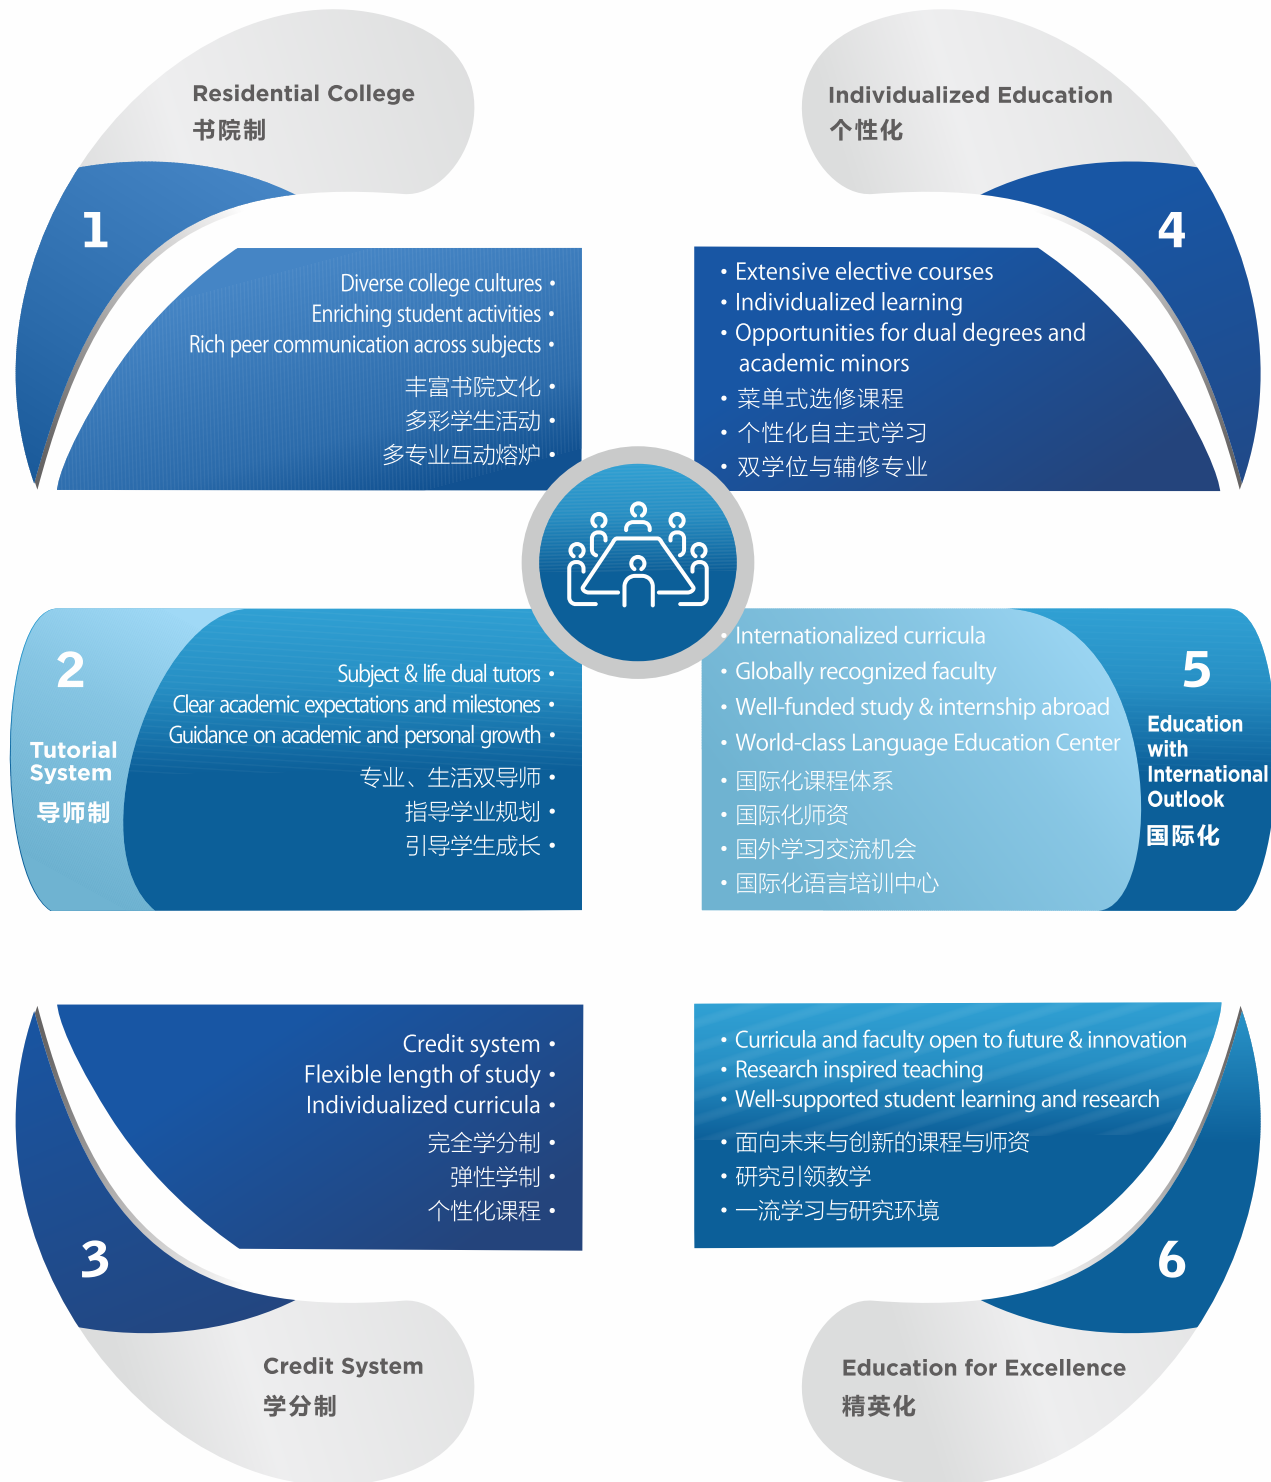 Residential College
书院制
1
Diverse college cultures •
Enriching student activities •
Rich peer communication across subjects •
丰富书院文化 •
多彩学生活动 •
多专业互动熔炉 •
2
Tutorial
System
导师制
Subject & life dual tutors •
Clear academic expectations and milestones •
Guidance on academic and personal growth •
专业、生活双导师 •
指导学业规划 •
引导学生成长 •
3
Credit system •
Flexible length of study •
Individualized curricula •
完全学分制 •
弹性学制 •
个性化课程 •
Credit System
学分制
Individualized Education
个性化
4
• Extensive elective courses
• Individualized learning
• Opportunities for dual degrees and
academic minors
• 菜单式选修课程
• 个性化自主式学习
• 双学位与辅修专业
5
Education
with
International
Outlook
国际化
• Internationalized curricula
• Globally recognized faculty
• Well-funded study & internship abroad
• World-class Language Education Center
• 国际化课程体系
• 国际化师资
• 国外学习交流机会
• 国际化语言培训中心
6
• Curricula and faculty open to future & innovation
• Research inspired teaching
• Well-supported student learning and research
• 面向未来与创新的课程与师资
• 研究引领教学
• 一流学习与研究环境
Education for Excellence
精英化